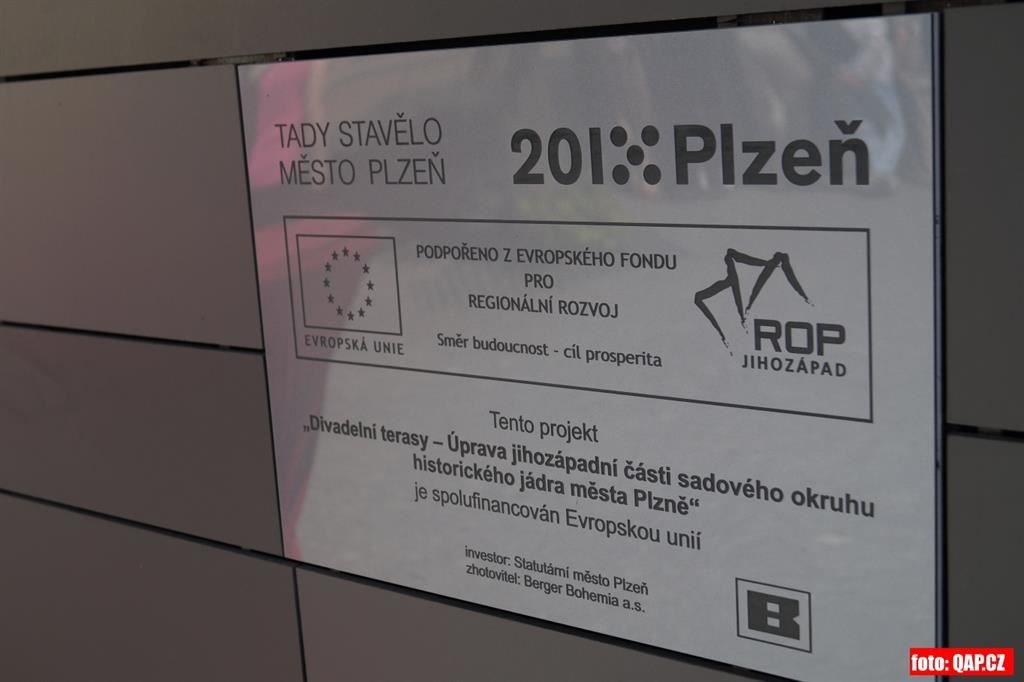 TADY STAVĚLO
MĚSTO PLZEŇ
201 Plzeň
EVROPSKÁ UNIE
PODPOŘENO Z EVROPSKÉHO FONDU
PRO
REGIONÁLNÍ ROZVOJ
Směr budoucnost - cíl prosperita
ROP
JIHOZÁPAD
Tento projekt
„Divadelní terasy – Úprava jihozápadní části sadového okruhu
historického jádra města Plzně“
je spolufinancován Evropskou unií
investor: Statutární město Plzeň
zhotovitel: Berger Bohemia a.s.
B
foto: QAP.CZ